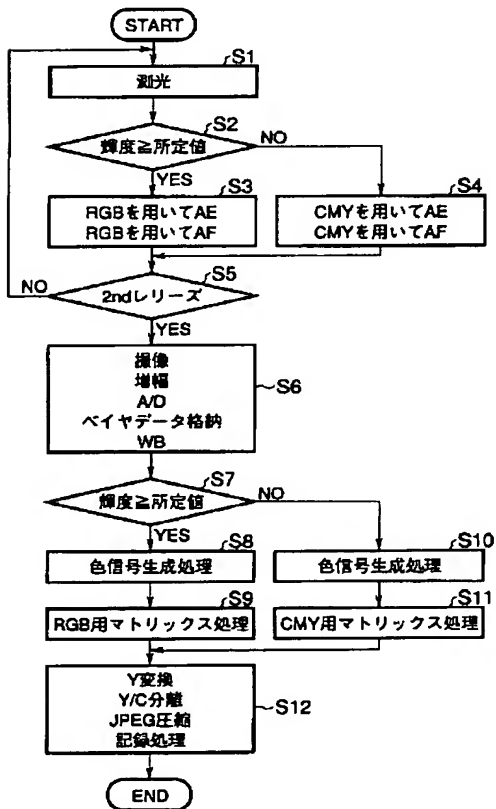 START
S1
測光
S2
輝度≧所定値
NO
YES
S3
RGBを用いてAE
RGBを用いてAF
S4
CMYを用いてAE
CMYを用いてAF
S5
NO
2ndレリーズ
YES
撮像
増幅
A/D
ベイヤデータ格納
WB
S6
S7
輝度≧所定値
NO
YES
S8
色信号生成処理
S10
色信号生成処理
S9
RGB用マトリックス処理
S11
CMY用マトリックス処理
Y変換
Y/C分離
JPEG圧縮
記録処理
S12
END